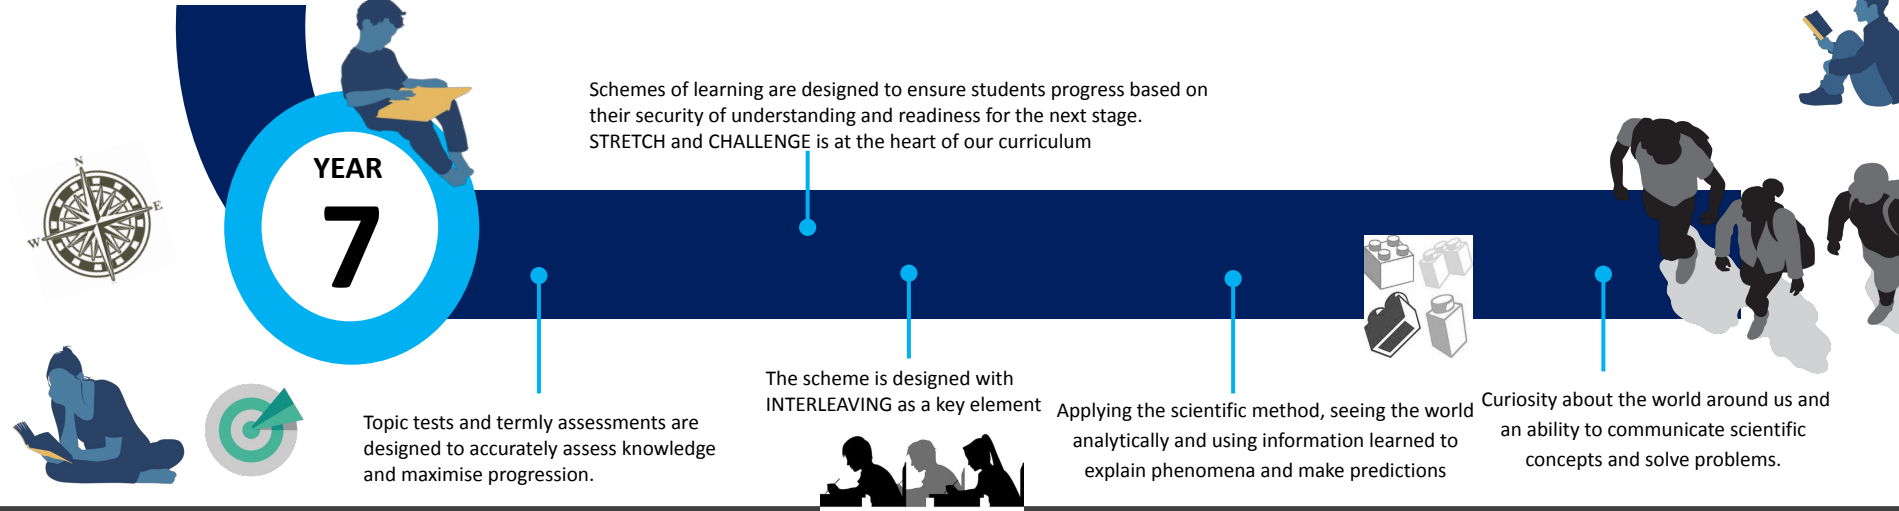 YEAR
7
Schemes of learning are designed to ensure students progress based on
their security of understanding and readiness for the next stage.
STRETCH and CHALLENGE is at the heart of our curriculum
N
E
W
Topic tests and termly assessments are
designed to accurately assess knowledge
and maximise progression.
The scheme is designed with
INTERLEAVING as a key element
Applying the scientific method, seeing the world
analytically and using information learned to
explain phenomena and make predictions
Curiosity about the world around us and
an ability to communicate scientific
concepts and solve problems.